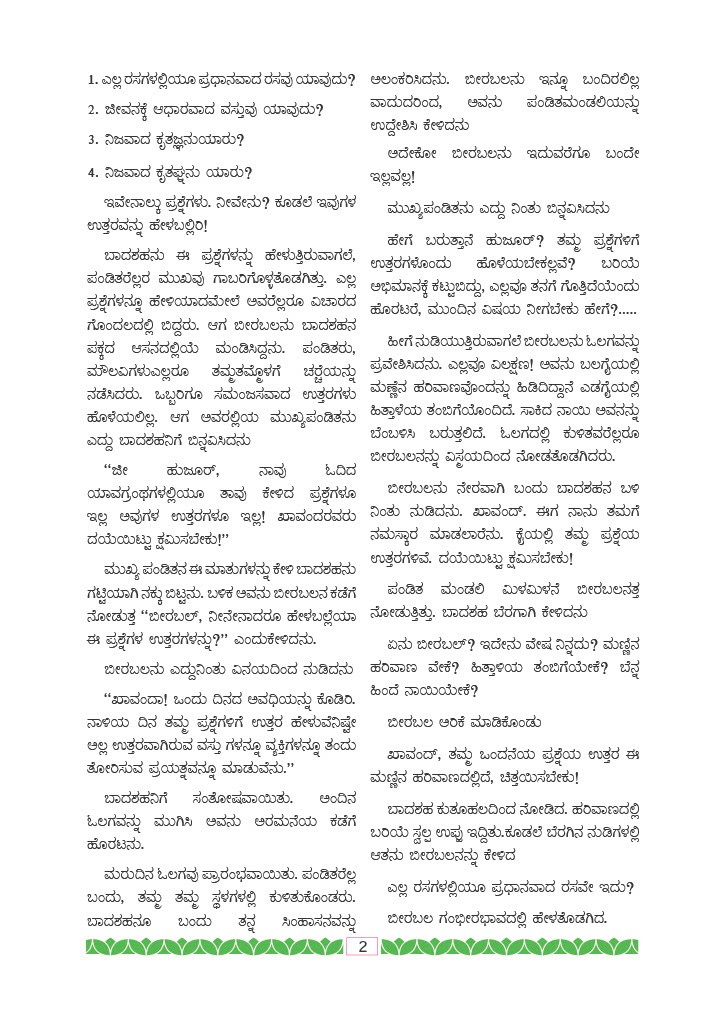 1. ಎಲ್ಲ ರಸಗಳಲ್ಲಿಯೂ ಪ್ರಧಾನವಾದ ರಸವು ಯಾವುದು?
2. ಜೀವನಕ್ಕೆ ಆಧಾರವಾದ ವಸ್ತುವು ಯಾವುದು?
3. ನಿಜವಾದ ಕೃತಜ್ಞನುಯಾರು?
4. ನಿಜವಾದ ಕೃತಘ್ನನು ಯಾರು?
ಇವೇನಾಲ್ಕು ಪ್ರಶ್ನೆಗಳು. ನೀವೇನು? ಕೂಡಲೆ ಇವುಗಳ
ಉತ್ತರವನ್ನು ಹೇಳಬಲ್ಲಿರಿ!
ಬಾದಶಹನು ಈ ಪ್ರಶ್ನೆಗಳನ್ನು ಹೇಳುತ್ತಿರುವಾಗಲೆ,
ಪಂಡಿತರೆಲ್ಲರ ಮುಖವು ಗಾಬರಿಗೊಳ್ಳತೊಡಗಿತ್ತು. ಎಲ್ಲ
ಪ್ರಶ್ನೆಗಳನ್ನೂ ಹೇಳಿಯಾದಮೇಲೆ ಅವರೆಲ್ಲರೂ ವಿಚಾರದ
ಗೊಂದಲದಲ್ಲಿ ಬಿದ್ದರು. ಆಗ ಬೀರಬಲನು ಬಾದಶಹನ
ಪಕ್ಕದ ಆಸನದಲ್ಲಿಯೆ ಮಂಡಿಸಿದ್ದನು. ಪಂಡಿತರು,
ಮೌಲವಿಗಳುಎಲ್ಲರೂ ತಮ್ಮತಮ್ಮೊಳಗೆ ಚರ್‍ಚೆಯನ್ನು
ನಡೆಸಿದರು. ಒಬ್ಬರಿಗೂ ಸಮಂಜಸವಾದ ಉತ್ತರಗಳು
ಹೊಳೆಯಲಿಲ್ಲ. ಆಗ ಅವರಲ್ಲಿಯ ಮುಖ್ಯಪಂಡಿತನು
ಎದ್ದು ಬಾದಶಹನಿಗೆ ಬಿನ್ನವಿಸಿದನು
“ಜೀ ಹುಜೂರ್, ನಾವು ಓದಿದ
ಯಾವಗ್ರಂಥಗಳಲ್ಲಿಯೂ ತಾವು ಕೇಳಿದ ಪ್ರಶ್ನೆಗಳೂ
ಇಲ್ಲ ಅವುಗಳ ಉತ್ತರಗಳೂ ಇಲ್ಲ! ಖಾವಂದರವರು
ದಯೆಯಿಟ್ಟು ಕ್ಷಮಿಸಬೇಕು!”
ಮುಖ್ಯ ಪಂಡಿತನ ಈ ಮಾತುಗಳನ್ನು ಕೇಳಿ ಬಾದಶಹನು
ಗಟ್ಟಿಯಾಗಿ ನಕ್ಕುಬಿಟ್ಟನು. ಬಳಿಕ ಅವನು ಬೀರಬಲನ ಕಡೆಗೆ
ನೋಡುತ್ತ “ಬೀರಬಲ್, ನೀನೇನಾದರೂ ಹೇಳಬಲ್ಲೆಯಾ
ಈ ಪ್ರಶ್ನೆಗಳ ಉತ್ತರಗಳನ್ನು?” ಎಂದುಕೇಳಿದನು.
ಬೀರಬಲನು ಎದ್ದುನಿಂತು ವಿನಯದಿಂದ ನುಡಿದನು
“ಖಾವಂದಾ! ಒಂದು ದಿನದ ಅವಧಿಯನ್ನು ಕೊಡಿರಿ.
ನಾಳಿಯ ದಿನ ತಮ್ಮ ಪ್ರಶ್ನೆಗಳಿಗೆ ಉತ್ತರ ಹೇಳುವೆನಿಷ್ಟೇ
ಅಲ್ಲ ಉತ್ತರವಾಗಿರುವ ವಸ್ತು ಗಳನ್ನೂ ವ್ಯಕ್ತಿಗಳನ್ನೂ ತಂದು
ತೋರಿಸುವ ಪ್ರಯತ್ನವನ್ನೂ ಮಾಡುವೆನು.”
ಬಾದಶಹನಿಗೆ ಸಂತೋಷವಾಯಿತು. ಅಂದಿನ
ಓಲಗವನ್ನು ಮುಗಿಸಿ ಅವನು ಅರಮನೆಯ ಕಡೆಗೆ
ಹೊರಟನು.
ಮರುದಿನ ಓಲಗವು ಪ್ರಾರಂಭವಾಯಿತು. ಪಂಡಿತರೆಲ್ಲ
ಬಂದು, ತಮ್ಮ ತಮ್ಮ ಸ್ಥಳಗಳಲ್ಲಿ ಕುಳಿತುಕೊಂಡರು.
ಬಾದಶಹನೂ ಬಂದು ತನ್ನ ಸಿಂಹಾಸನವನ್ನು
ಅಲಂಕರಿಸಿದನು. ಬೀರಬಲನು ಇನ್ನೂ ಬಂದಿರಲಿಲ್ಲ
ವಾದುದರಿಂದ, ಅವನು ಪಂಡಿತಮಂಡಲಿಯನ್ನು
ಉದ್ದೇಶಿಸಿ ಕೇಳಿದನು
ಅದೇಕೋ ಬೀರಬಲನು ಇದುವರೆಗೂ ಬಂದೇ
ಇಲ್ಲವಲ್ಲ!
ಮುಖ್ಯಪಂಡಿತನು ಎದ್ದು ನಿಂತು ಬಿನ್ನವಿಸಿದನು
ಹೇಗೆ ಬರುತ್ತಾನೆ ಹುಜೂರ್? ತಮ್ಮ ಪ್ರಶ್ನೆಗಳಿಗೆ
ಉತ್ತರಗಳೊಂದು ಹೊಳೆಯಬೇಕಲ್ಲವೆ? ಬರಿಯೆ
ಅಭಿಮಾನಕ್ಕೆ ಕಟ್ಟುಬಿದ್ದು, ಎಲ್ಲವೂ ತನಗೆ ಗೊತ್ತಿದೆಯೆಂದು
ಹೊರಟರೆ, ಮುಂದಿನ ವಿಷಯ ನೀಗಬೇಕು ಹೇಗೆ?.....
ಹೀಗೆ ನುಡಿಯುತ್ತಿರುವಾಗಲೆ ಬೀರಬಲನು ಓಲಗವನ್ನು
ಪ್ರವೇಶಿಸಿದನು. ಎಲ್ಲವೂ ವಿಲಕ್ಷಣ! ಅವನು ಬಲಗೈಯಲ್ಲಿ
ಮಣ್ಣೆನ ಹರಿವಾಣವೊಂದನ್ನು ಹಿಡಿದಿದ್ದಾನೆ ಎಡಗೈಯಲ್ಲಿ
ಹಿತ್ತಾಳೆಯ ತಂಬಿಗೆಯೊಂದಿದೆ. ಸಾಕಿದ ನಾಯಿ ಅವನನ್ನು
ಬೆಂಬಳಿಸಿ ಬರುತ್ತಲಿದೆ. ಓಲಗದಲ್ಲಿ ಕುಳಿತವರೆಲ್ಲರೂ
ಬೀರಬಲನನ್ನು ವಿಸ್ಮಯದಿಂದ ನೋಡತೊಡಗಿದರು.
ಬೀರಬಲನು ನೇರವಾಗಿ ಬಂದು ಬಾದಶಹನ ಬಳಿ
ನಿಂತು ನುಡಿದನು. ಖಾವಂದ್. ಈಗ ನಾನು ತಮಗೆ
ನಮಸ್ಕಾರ ಮಾಡಲಾರೆನು. ಕೈಯಲ್ಲಿ ತಮ್ಮ ಪ್ರಶ್ನೆಯ
ಉತ್ತರಗಳಿವೆ. ದಯೆಯಿಟ್ಟು ಕ್ಷಮಿಸಬೇಕು!
ಪಂಡಿತ ಮಂಡಲಿ ಮಿಳಮಿಳನೆ ಬೀರಬಲನತ್ತ
ನೋಡುತ್ತಿತ್ತು. ಬಾದಶಹ ಬೆರಗಾಗಿ ಕೇಳಿದನು
ಏನು ಬೀರಬಲ್? ಇದೇನು ವೇಷ ನಿನ್ನದು? ಮಣ್ಣಿನ
ಹರಿವಾಣ ವೇಕೆ? ಹಿತ್ತಾಳಿಯ ತಂಬಿಗೆಯೇಕೆ? ಬೆನ್ನ
ಹಿಂದೆ ನಾಯಿಯೇಕೆ?
ಬೀರಬಲ ಅರಿಕೆ ಮಾಡಿಕೊಂಡು
ಖಾವಂದ್, ತಮ್ಮ ಒಂದನೆಯ ಪ್ರಶ್ನೆಯ ಉತ್ತರ ಈ
ಮಣ್ಣಿನ ಹರಿವಾಣದಲ್ಲಿದೆ, ಚಿತ್ತಯಿಸಬೇಕು!
ಬಾದಶಹ ಕುತೂಹಲದಿಂದ ನೋಡಿದ. ಹರಿವಾಣದಲ್ಲಿ
ಬರಿಯೆ ಸ್ವಲ್ಪ ಉಪ್ಪು ಇದ್ದಿತು.ಕೂಡಲೆ ಬೆರಗಿನ ನುಡಿಗಳಲ್ಲಿ
ಆತನು ಬೀರಬಲನನ್ನು ಕೇಳಿದ
ಎಲ್ಲ ರಸಗಳಲ್ಲಿಯೂ ಪ್ರಧಾನವಾದ ರಸವೇ ಇದು?
ಬೀರಬಲ ಗಂಭೀರಭಾವದಲ್ಲಿ ಹೇಳತೊಡಗಿದ.
2